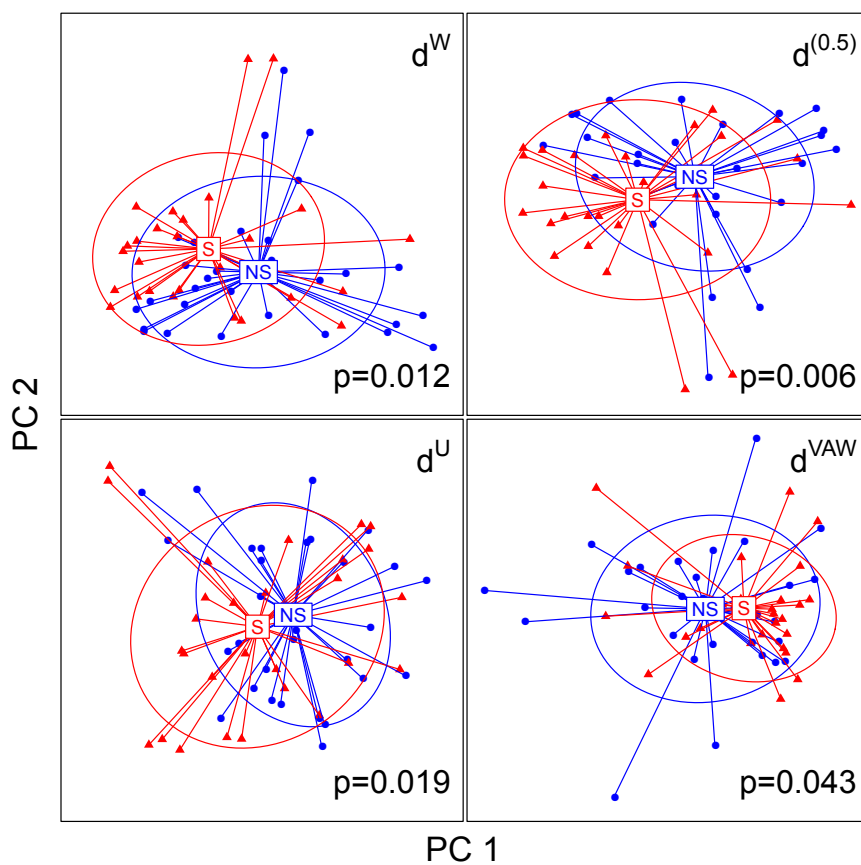 d^W
S
NS
p=0.012
d^(0.5)
NS
S
p=0.006
d^U
NS
S
p=0.019
d^VAW
NS S
p=0.043
PC 2
PC 1